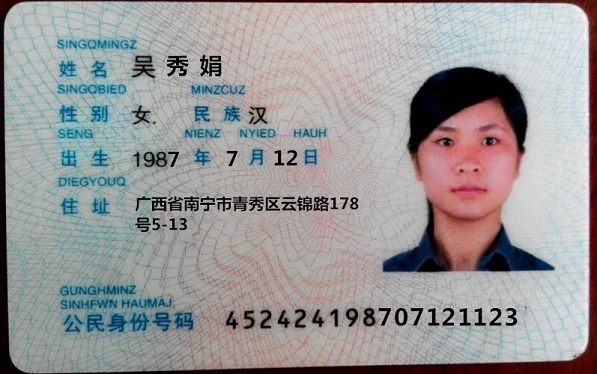 SINGQMINGZ
姓名 吴秀娟
SINGQBIED MINZCUZ
性别 女. 民族 汉
SENG NIENZ NYIED HAUH
出生 1987 年 7 月 12 日
DIEGYOUQ
住址 广西省南宁市青秀区云锦路178
号5-13
GUNGHMINZ
SINHFWN HAUMAJ
公民身份号码 452424198707121123